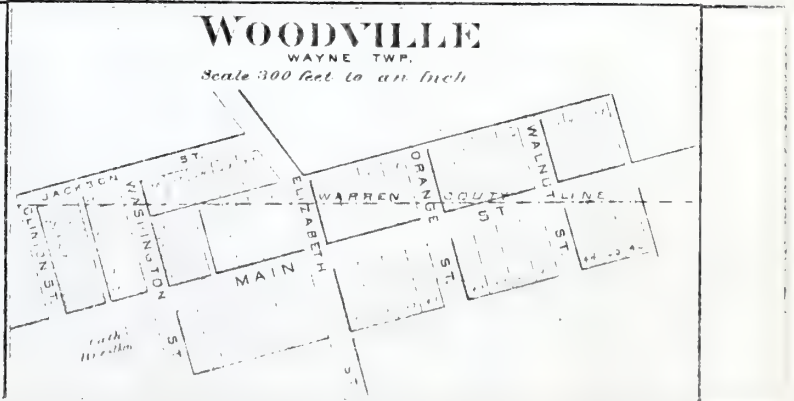 WOODVILLE
WAYNE TWP.
Scale 300 feet to an Inch
JACKSON ST.
CLINTON ST.
WASHINGTON ST
ELIZABETH ST
ORANGE ST.
WALNUT ST.
WARREN COUTY LINE
MAIN ST